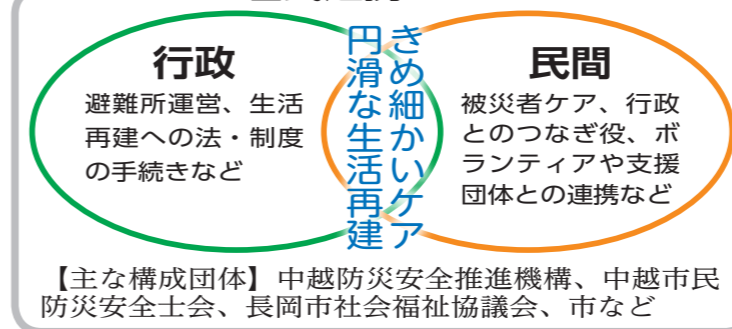 行政
避難所運営、生活
再建への法・制度
の手続きなど
きめ細かいケア
円滑な生活再建
民間
被災者ケア、行政
とのつなぎ役、ボ
ランティアや支援
団体との連携など
【主な構成団体】中越防災安全推進機構、中越市民
防災安全士会、長岡市社会福祉協議会、市など